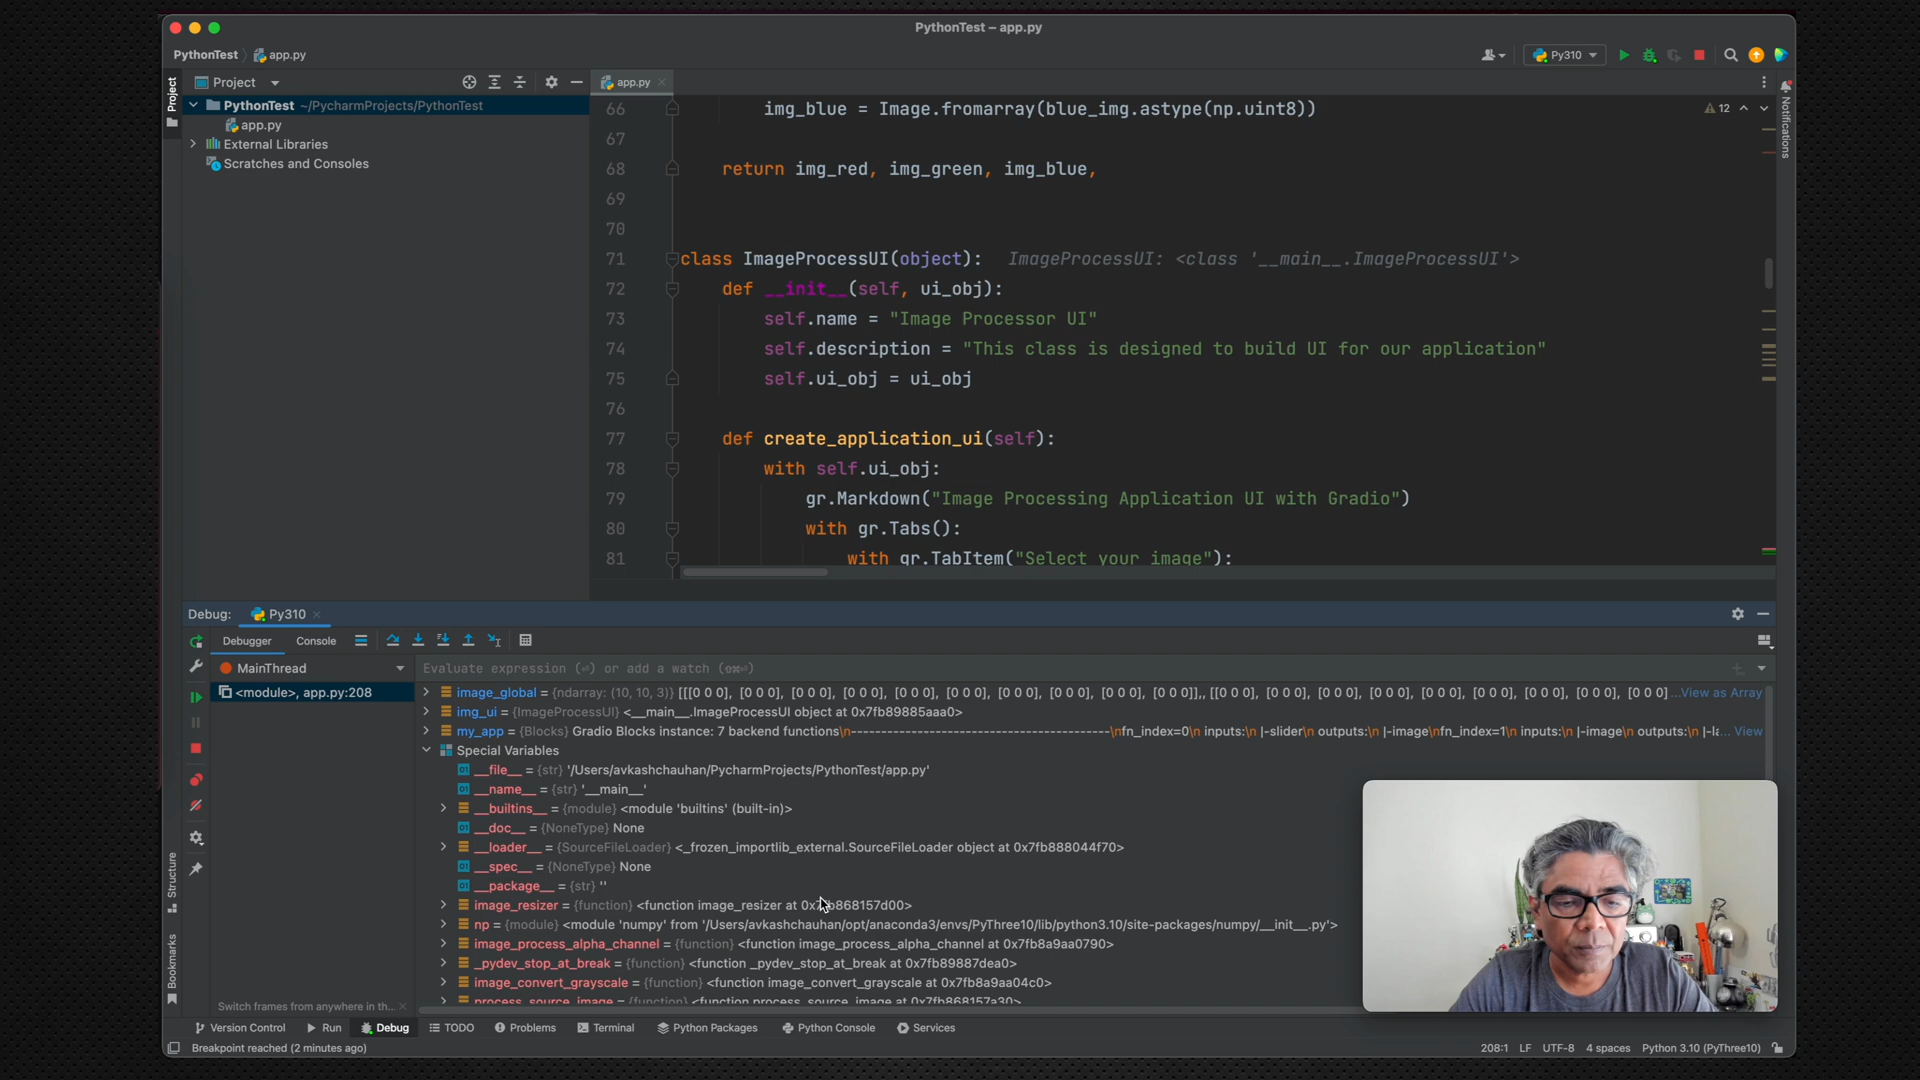 PythonTest – app.py
PythonTest
app.py
Py310
Project
app.py
PythonTest ~/PycharmProjects/PythonTest
app.py
External Libraries
Scratches and Consoles
Project
Notifications
12
66 img_blue = Image.fromarray(blue_img.astype(np.uint8))
67
68 return img_red, img_green, img_blue,
69
70
71 class ImageProcessUI(object): ImageProcessUI: <class '__main__.ImageProcessUI'>
72 def __init__(self, ui_obj):
73 self.name = "Image Processor UI"
74 self.description = "This class is designed to build UI for our application"
75 self.ui_obj = ui_obj
76
77 def create_application_ui(self):
78 with self.ui_obj:
79 gr.Markdown("Image Processing Application UI with Gradio")
80 with gr.Tabs():
81 with gr.TabItem("Select your image"):
Debug: Py310
Debugger Console
MainThread
Evaluate expression (⏎) or add a watch (⇧⌘⏎)
<module>, app.py:208
image_global = {ndarray: (10, 10, 3)} [[[0 0 0], [0 0 0], [0 0 0], [0 0 0], [0 0 0], [0 0 0], [0 0 0], [0 0 0], [0 0 0], [0 0 0]],, [[0 0 0], [0 0 0], [0 0 0], [0 0 0], [0 0 0], [0 0 0], [0 0 0], [0 0 0], [0 0 0] ...View as Array
img_ui = {ImageProcessUI} <__main__.ImageProcessUI object at 0x7fb89885aaa0>
my_app = {Blocks} Gradio Blocks instance: 7 backend functions\n-----------------------------------------\nfn_index=0\n inputs:\n |-slider\n outputs:\n |-image\nfn_index=1\n inputs:\n |-image\n outputs:\n |-la... View
Special Variables
__file__ = {str} '/Users/avkashchauhan/PycharmProjects/PythonTest/app.py'
__name__ = {str} '__main__'
__builtins__ = {module} <module 'builtins' (built-in)>
__doc__ = {NoneType} None
__loader__ = {SourceFileLoader} <_frozen_importlib_external.SourceFileLoader object at 0x7fb888044f70>
__spec__ = {NoneType} None
__package__ = {str} ''
image_resizer = {function} <function image_resizer at 0x7fb868157d00>
np = {module} <module 'numpy' from '/Users/avkashchauhan/opt/anaconda3/envs/PyThree10/lib/python3.10/site-packages/numpy/__init__.py'>
image_process_alpha_channel = {function} <function image_process_alpha_channel at 0x7fb8a9aa0790>
_pydev_stop_at_break = {function} <function _pydev_stop_at_break at 0x7fb89887dea0>
image_convert_grayscale = {function} <function image_convert_grayscale at 0x7fb8a9aa04c0>
process_source_image = {function} <function process_source_image at 0x7fb868157a30>
Switch frames from anywhere in th...
Structure
Bookmarks
Version Control Run Debug TODO Problems Terminal Python Packages Python Console Services
Breakpoint reached (2 minutes ago)
208:1 LF UTF-8 4 spaces Python 3.10 (PyThree10)